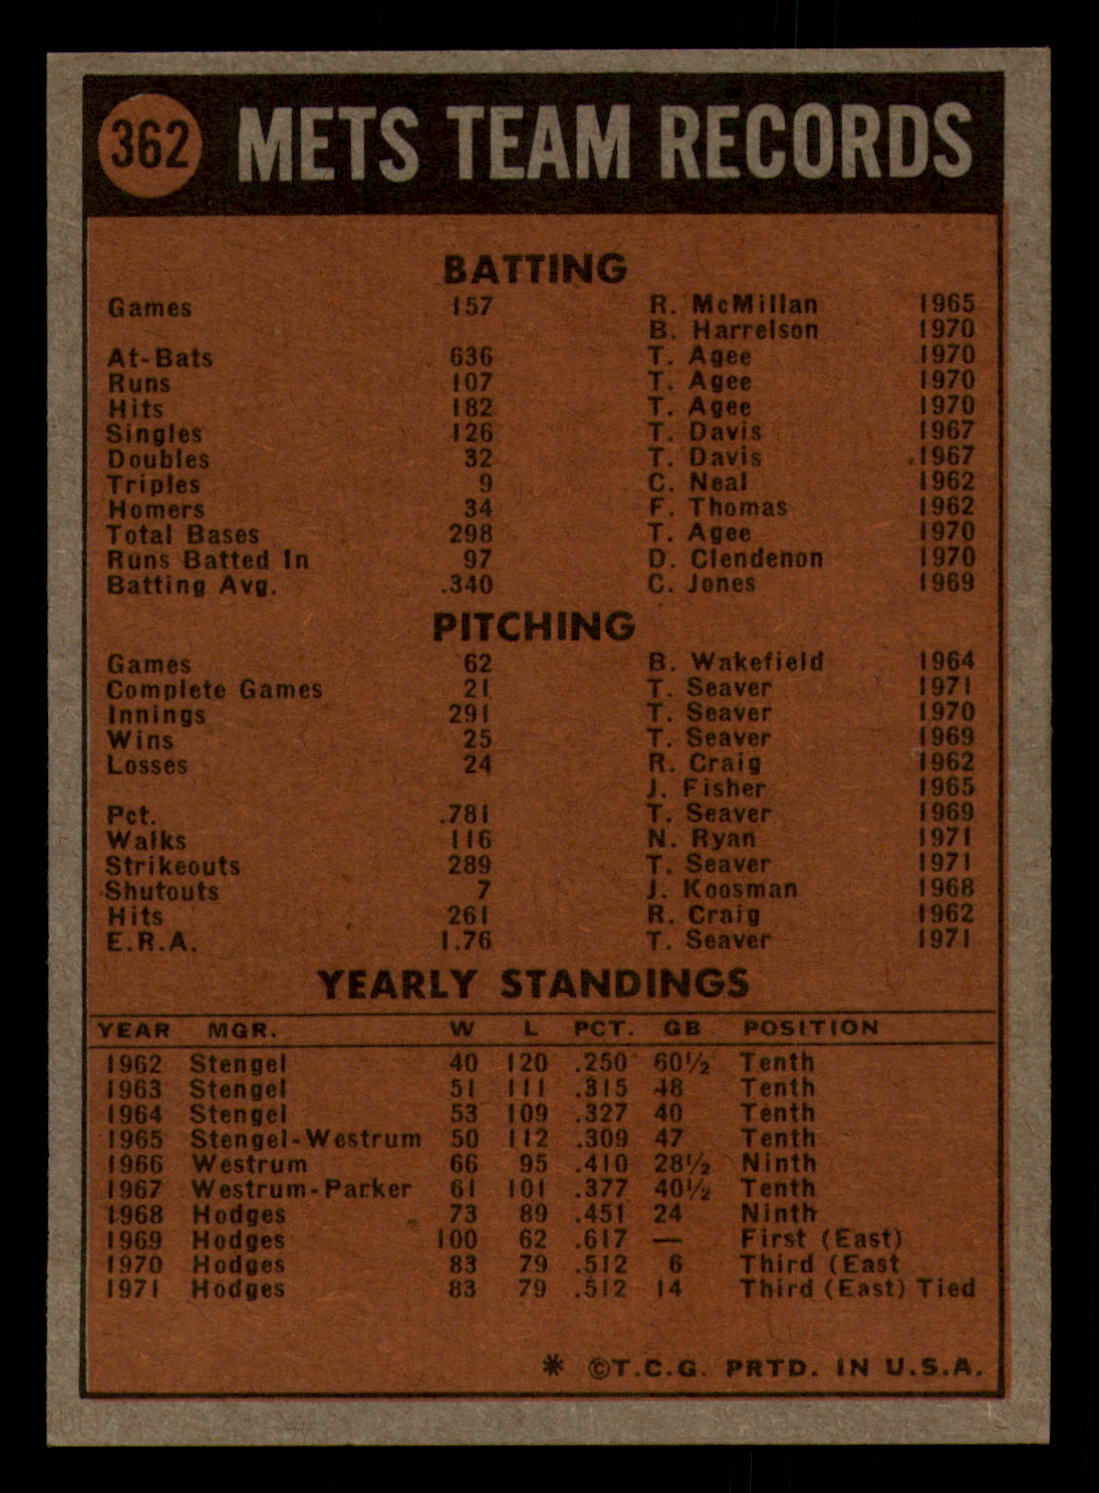 362 METS TEAM RECORDS
BATTING
Games 157 R. McMillan 1965
B. Harrelson 1970
At-Bats 636 T. Agee 1970
Runs 107 T. Agee 1970
Hits 182 T. Agee 1970
Singles 126 T. Davis 1967
Doubles 32 T. Davis 1967
Triples 9 C. Neal 1962
Homers 34 F. Thomas 1962
Total Bases 298 T. Agee 1970
Runs Batted In 97 D. Clendenon 1970
Batting Avg. .340 C. Jones 1969
PITCHING
Games 62 B. Wakefield 1964
Complete Games 21 T. Seaver 1971
Innings 291 T. Seaver 1970
Wins 25 T. Seaver 1969
Losses 24 R. Craig 1962
J. Fisher 1965
Pct. .781 T. Seaver 1969
Walks 116 N. Ryan 1971
Strikeouts 289 T. Seaver 1971
Shutouts 7 J. Koosman 1968
Hits 261 R. Craig 1962
E.R.A. 1.76 T. Seaver 1971
YEARLY STANDINGS
YEAR MGR. W L PCT. GB POSITION
1962 Stengel 40 120 .250 60½ Tenth
1963 Stengel 51 111 .315 48 Tenth
1964 Stengel 53 109 .327 40 Tenth
1965 Stengel-Westrum 50 112 .309 47 Tenth
1966 Westrum 66 95 .410 28½ Ninth
1967 Westrum-Parker 61 101 .377 40½ Tenth
1968 Hodges 73 89 .451 24 Ninth
1969 Hodges 100 62 .617 — First (East)
1970 Hodges 83 79 .512 6 Third (East
1971 Hodges 83 79 .512 14 Third (East) Tied
* ©T.C.G. PRTD. IN U.S.A.